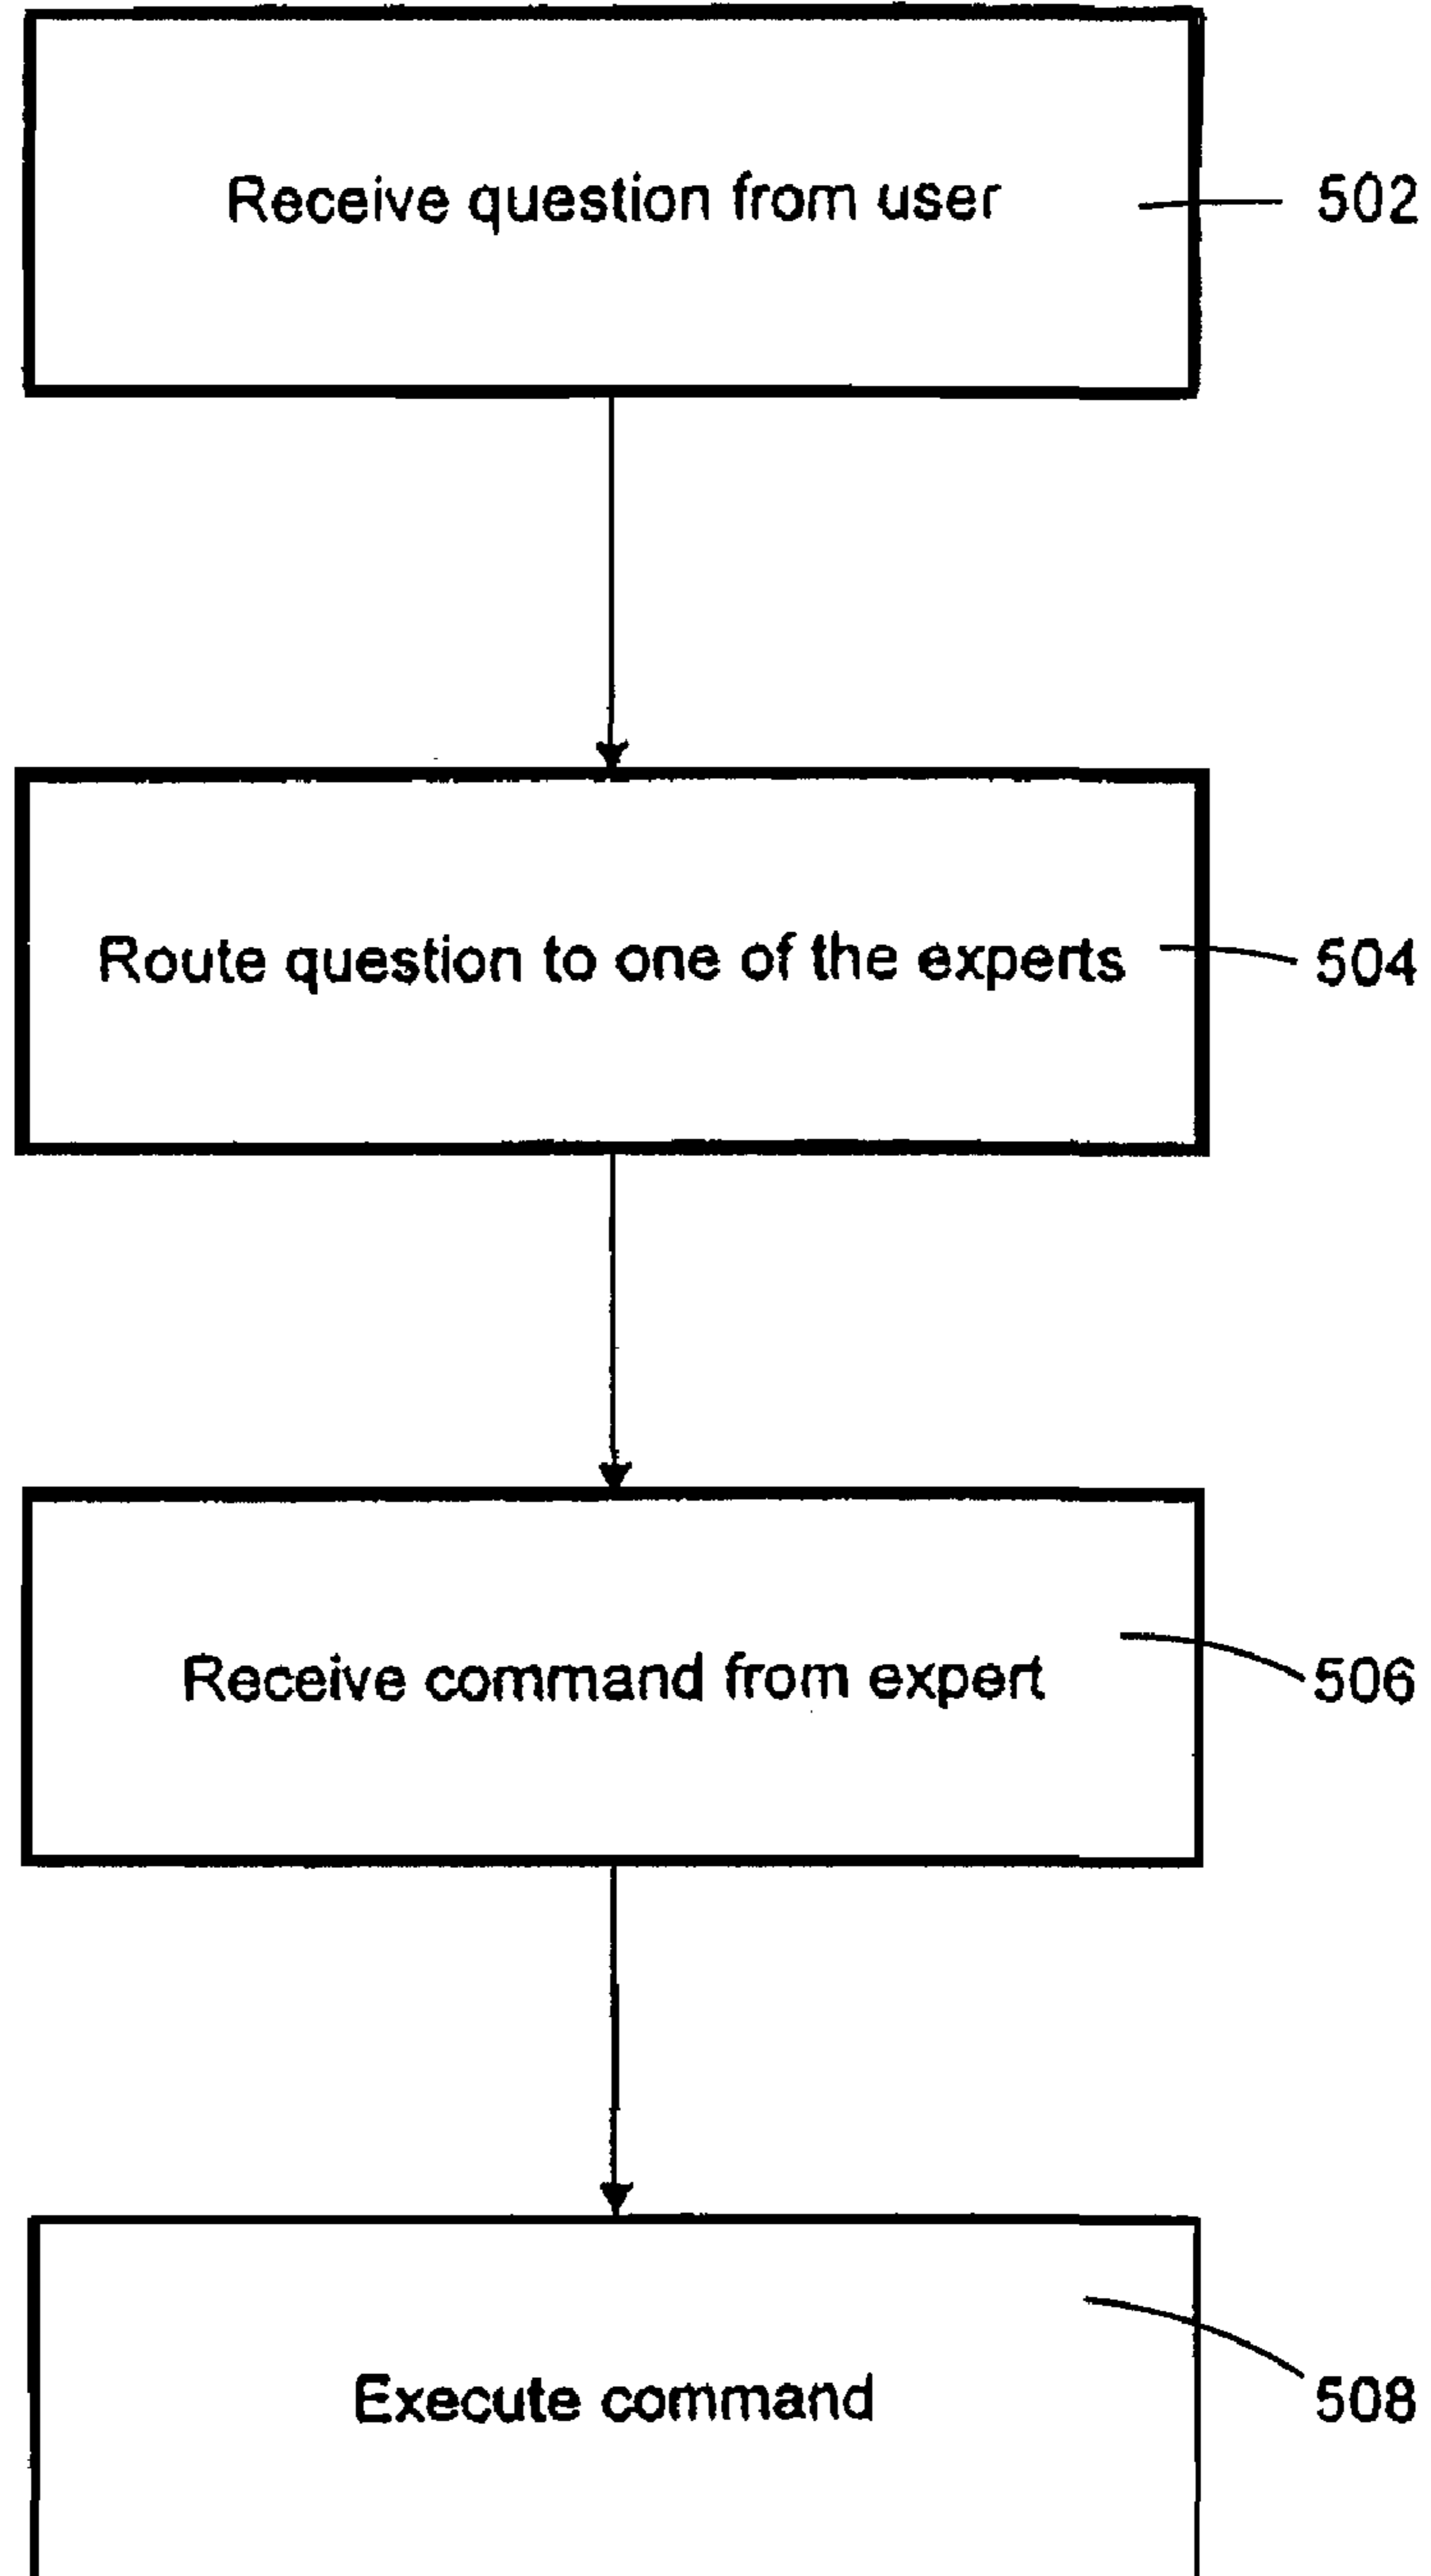 Receive question from user
502
Route question to one of the experts
504
Receive command from expert
506
Execute command
508